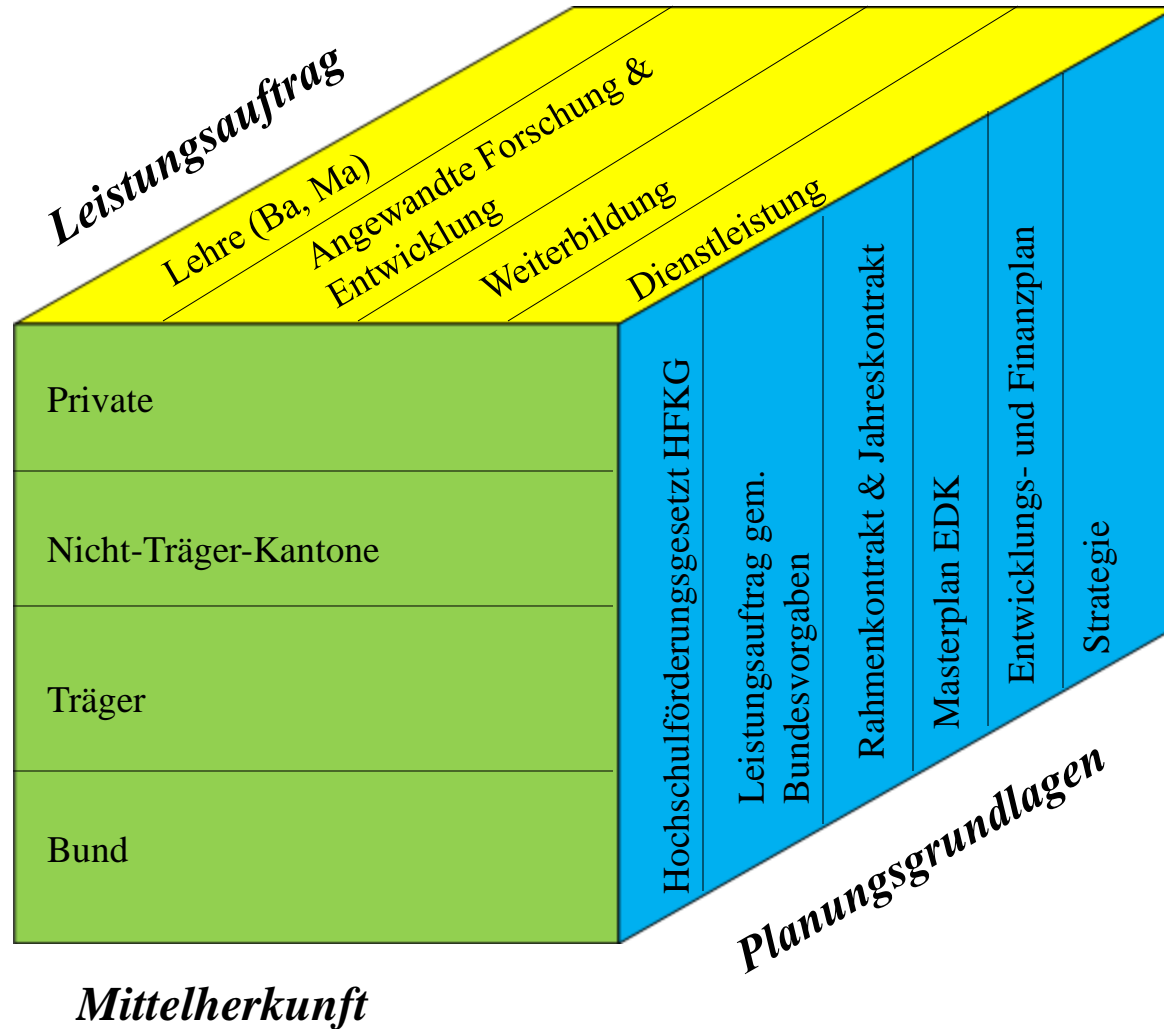 Leistungsauftrag
Lehre (Ba, Ma)
Angewandte Forschung &
Entwicklung
Weiterbildung
Dienstleistung
Private
Nicht-Träger-Kantone
Träger
Bund
Mittelherkunft
Hochschulförderungsgesetzt HFKG
Leistungsauftrag gem.
Bundesvorgaben
Rahmenkontrakt & Jahreskontrakt
Masterplan EDK
Entwicklungs- und Finanzplan
Strategie
Planungsgrundlagen